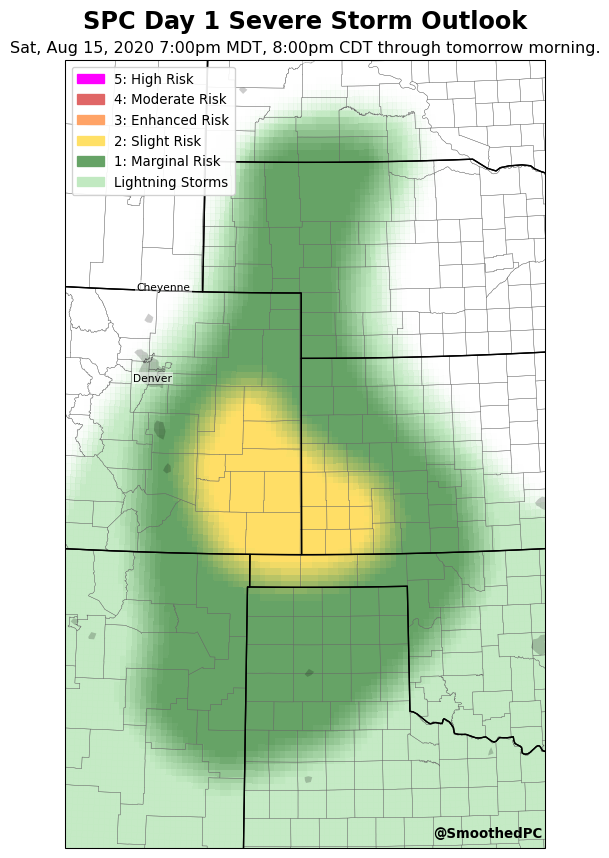 SPC Day 1 Severe Storm Outlook
Sat, Aug 15, 2020 7:00pm MDT, 8:00pm CDT through tomorrow morning.
5: High Risk
4: Moderate Risk
3: Enhanced Risk
2: Slight Risk
1: Marginal Risk
Lightning Storms
Cheyenne
Denver
@SmoothedPC